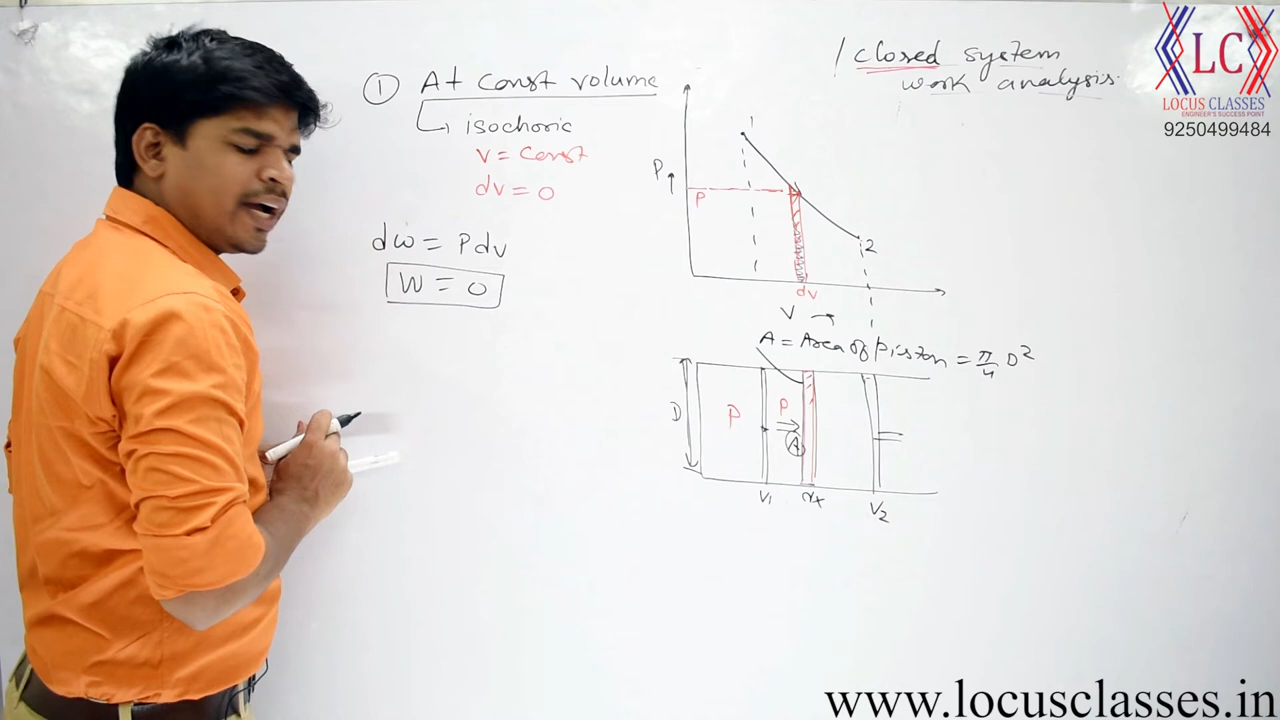 ① At const volume
isochoric
V = Const
dv = 0
dw = Pdv
W = 0
closed system
work analysis.
LC
LOCUS CLASSES
ENGINEER'S SUCCESS POINT
9250499484
1
P
P
2
dv
V
A = Area of piston = π/4 D²
D
P
P
A
V1
V2
www.locusclasses.in